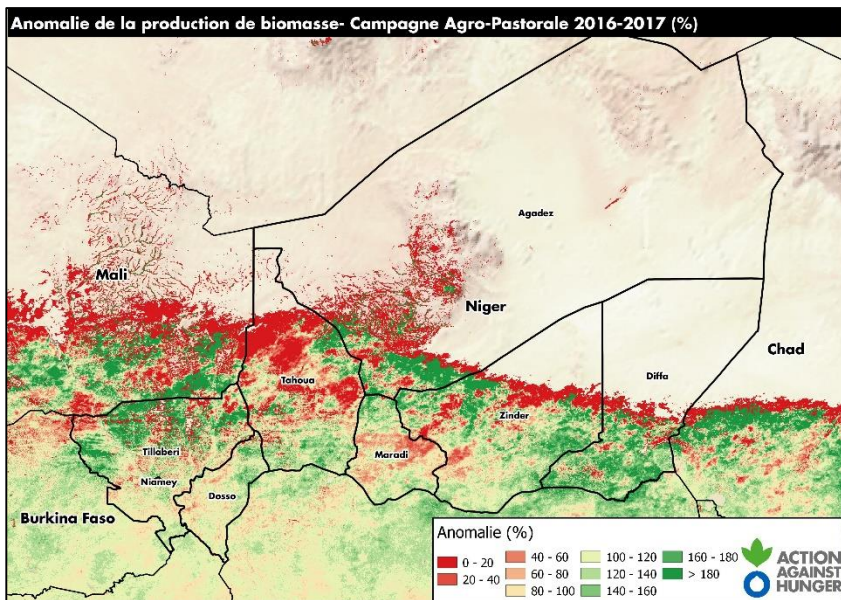 Anomalie de la production de biomasse- Campagne Agro-Pastorale 2016-2017 (%)
Agadez
Mali
Niger
Chad
Diffa
Tahoua
Zinder
Tillaberi
Maradi
Niamey
Dosso
Burkina Faso
Anomalie (%)
0 - 20
20 - 40
40 - 60
60 - 80
80 - 100
100 - 120
120 - 140
140 - 160
160 - 180
> 180
ACTION
AGAINST
HUNGER